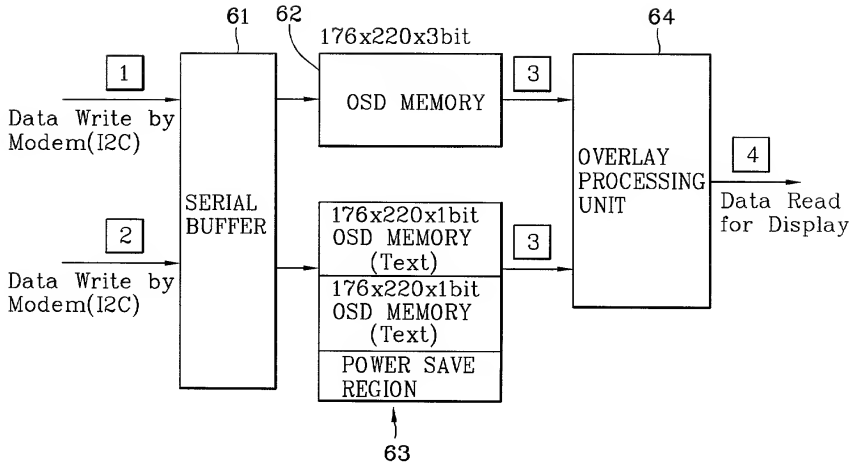 61
62
176x220x3bit
64
1
Data Write by
Modem(I2C)
2
Data Write by
Modem(I2C)
SERIAL
BUFFER
OSD MEMORY
3
176x220x1bit
OSD MEMORY
(Text)
176x220x1bit
OSD MEMORY
(Text)
POWER SAVE
REGION
63
3
OVERLAY
PROCESSING
UNIT
4
Data Read
for Display